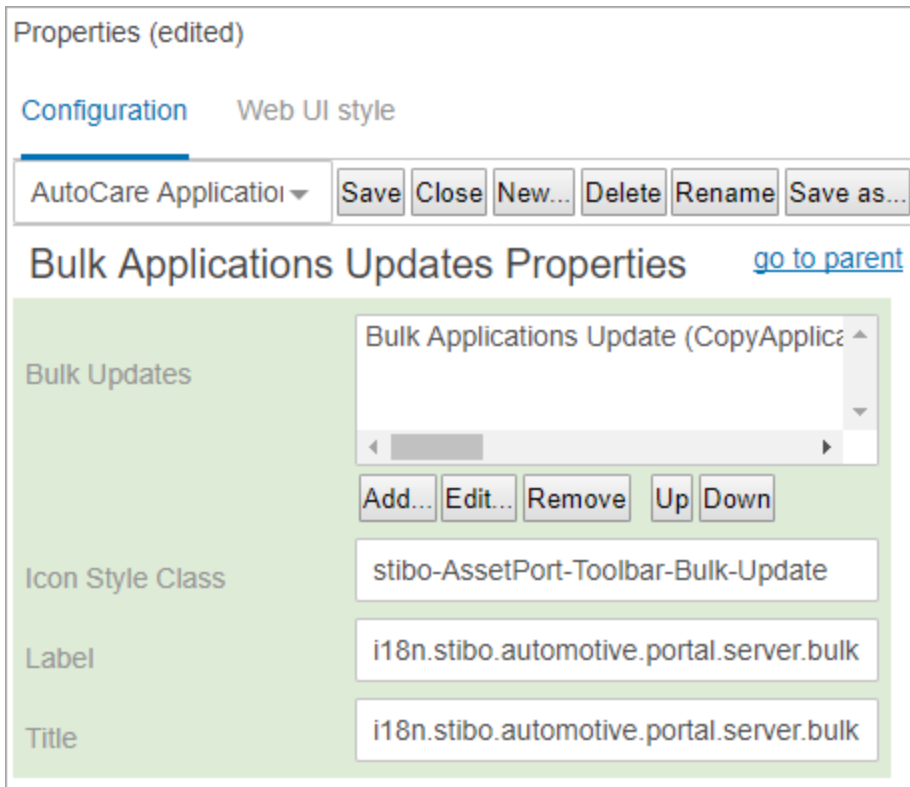 Properties (edited)
Configuration Web UI style
AutoCare Application Save Close New... Delete Rename Save as...
Bulk Applications Updates Properties go to parent
Bulk Updates
Bulk Applications Update (CopyApplica
Add... Edit... Remove Up Down
Icon Style Class stibo-AssetPort-Toolbar-Bulk-Update
Label i18n.stibo.automotive.portal.server.bulk
Title i18n.stibo.automotive.portal.server.bulk